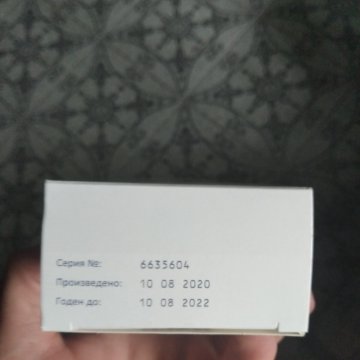 Серия №: 6635604
Произведено: 10 08 2020
Годен до: 10 08 2022